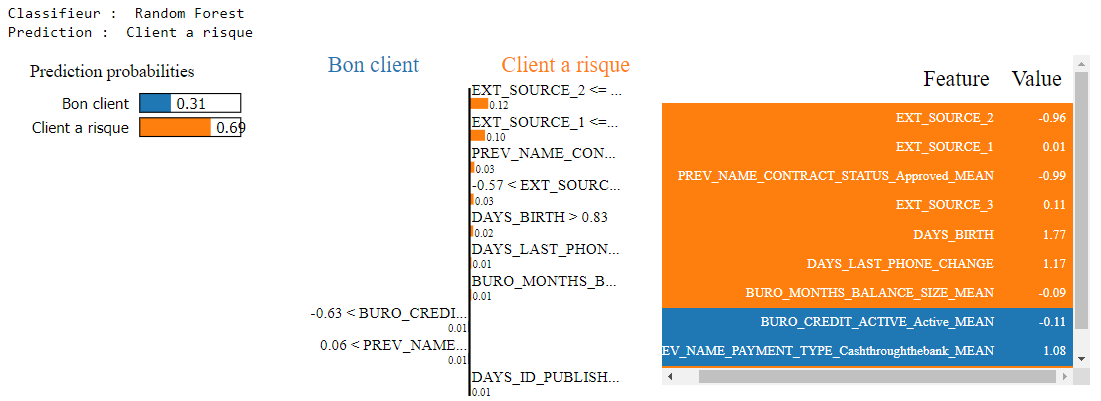 Classifieur :  Random Forest
Prediction :  Client a risque
Prediction probabilities
Bon client 0.31
Client a risque 0.69
Bon client Client a risque
EXT_SOURCE_2 <= ...
0.12
EXT_SOURCE_1 <=...
0.10
PREV_NAME_CON...
0.03
-0.57 < EXT_SOURC...
0.03
DAYS_BIRTH > 0.83
0.02
DAYS_LAST_PHON...
0.01
BURO_MONTHS_B...
0.01
-0.63 < BURO_CREDI...
0.01
0.06 < PREV_NAME...
0.01
DAYS_ID_PUBLISH...
0.01
Feature Value
EXT_SOURCE_2 -0.96
EXT_SOURCE_1 0.01
PREV_NAME_CONTRACT_STATUS_Approved_MEAN -0.99
EXT_SOURCE_3 0.11
DAYS_BIRTH 1.77
DAYS_LAST_PHONE_CHANGE 1.17
BURO_MONTHS_BALANCE_SIZE_MEAN -0.09
BURO_CREDIT_ACTIVE_Active_MEAN -0.11
EV_NAME_PAYMENT_TYPE_Cashthroughthebank_MEAN 1.08